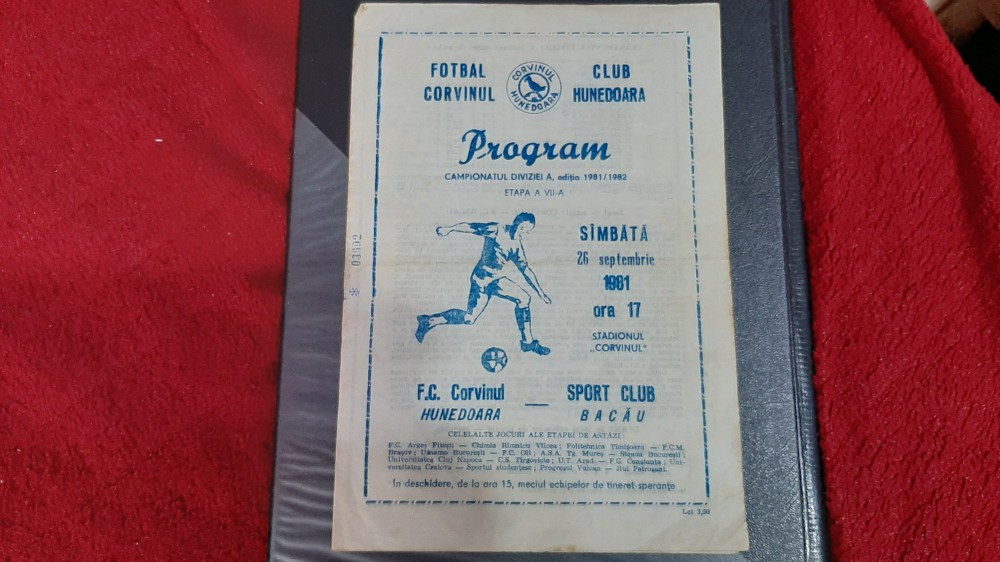 FOTBAL CLUB
CORVINUL HUNEDOARA
CORVINUL
HUNEDOARA
Program
CAMPIONATUL DIVIZIEI A, ediția 1981/1982
ETAPA A VII-A
SÎMBĂTĂ
26 septembrie
1981
ora 17
STADIONUL
„CORVINUL"
03602
F.C. Corvinul — SPORT CLUB
HUNEDOARA BACĂU
CELELALTE JOCURI ALE ETAPEI DE ASTĂZI
F.C. Argeș Pitești — Chimia Rîmnicu Vîlcea; Politehnica Timișoara — F.C.M.
Brașov; Dinamo București — F.C. Olt; A.S.A. Tg. Mureș — Steaua București;
Universitatea Cluj Napoca — C.S. Tîrgoviște; U.T. Arad — F.C. Constanța; Uni-
versitatea Craiova — Sportul studențesc; Progresul Vulcan — Jiul Petroșani.
În deschidere, de la ora 15, meciul echipelor de tineret-speranțe
Lei 3,00